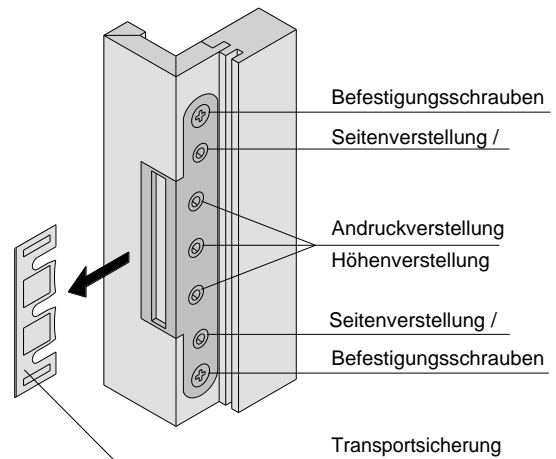 Befestigungsschrauben
Seitenverstellung /
Andruckverstellung
Höhenverstellung
Seitenverstellung /
Befestigungsschrauben
Transportsicherung